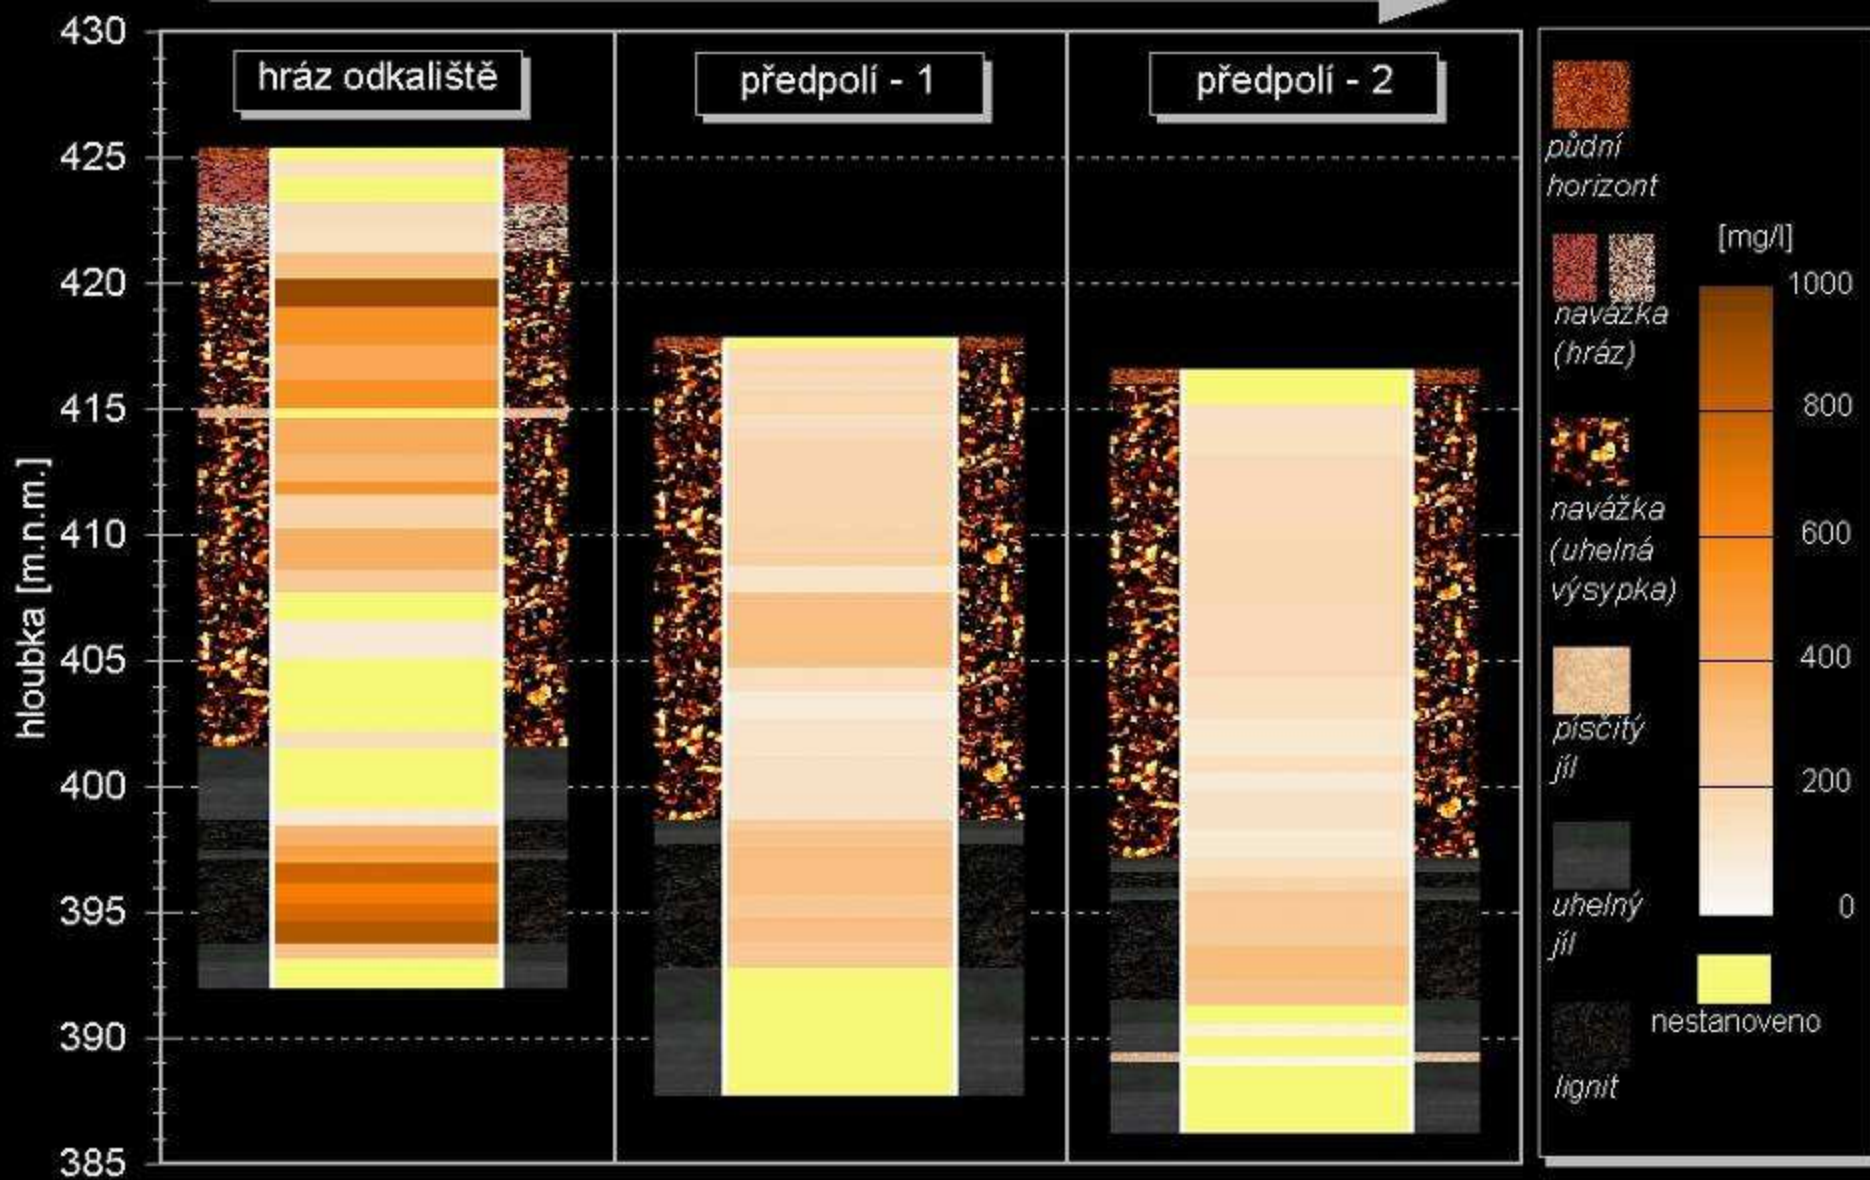 hráz odkaliště
předpolí - 1
předpolí - 2
hloubka [m.n.m.]
430
425
420
415
410
405
400
395
390
385
půdní
horizont
navážka
(hráz)
navážka
(uhelná
výsypka)
písčitý
jíl
uhelný
jíl
lignit
[mg/l]
1000
800
600
400
200
0
nestanoveno